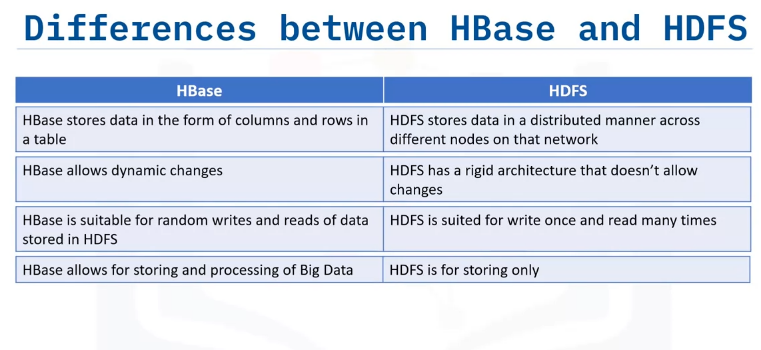 Differences between HBase and HDFS
HBase
HDFS
HBase stores data in the form of columns and rows in
a table
HDFS stores data in a distributed manner across
different nodes on that network
HBase allows dynamic changes
HDFS has a rigid architecture that doesn't allow
changes
HBase is suitable for random writes and reads of data
stored in HDFS
HDFS is suited for write once and read many times
HBase allows for storing and processing of Big Data
HDFS is for storing only